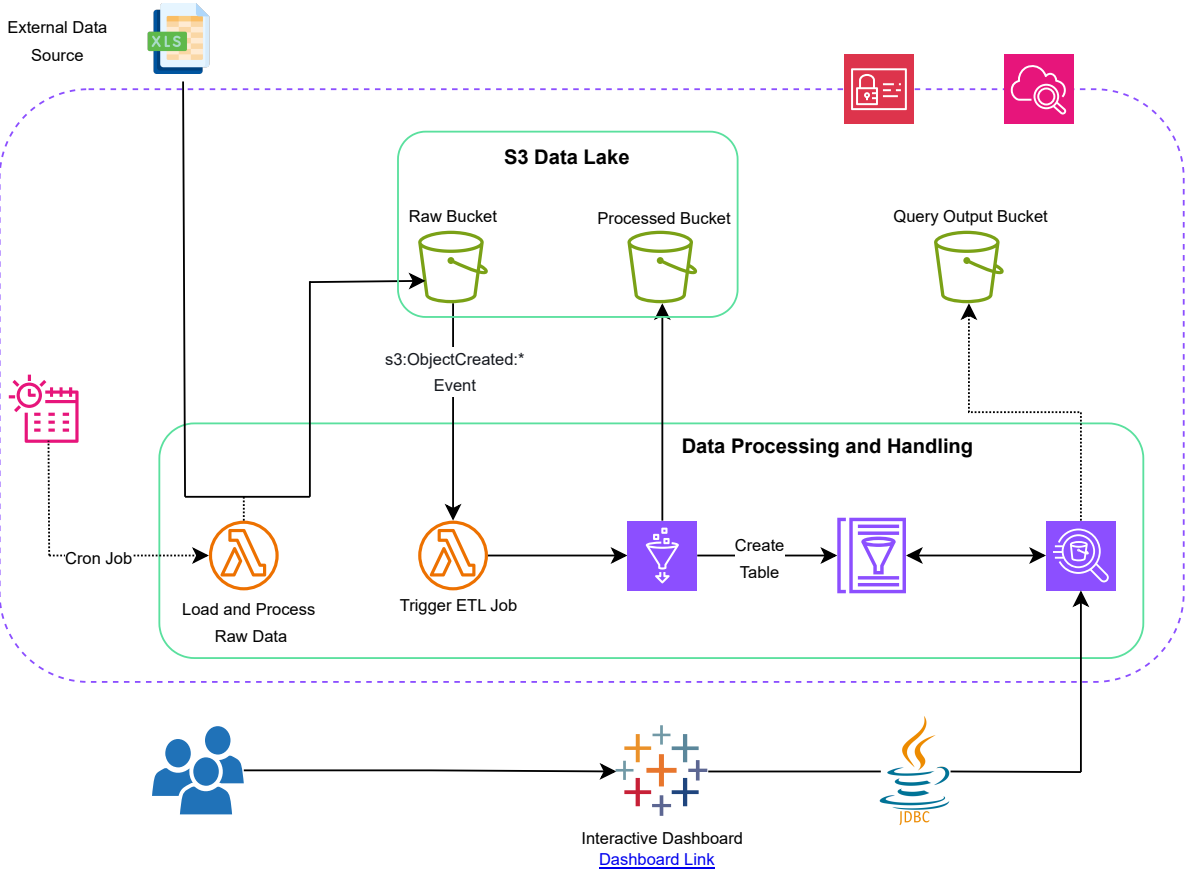 External Data
Source
XLS
S3 Data Lake
Raw Bucket
Processed Bucket
Query Output Bucket
s3:ObjectCreated:*
Event
Data Processing and Handling
Cron Job
Create
Table
Load and Process
Raw Data
Trigger ETL Job
JDBC
Interactive Dashboard
Dashboard Link